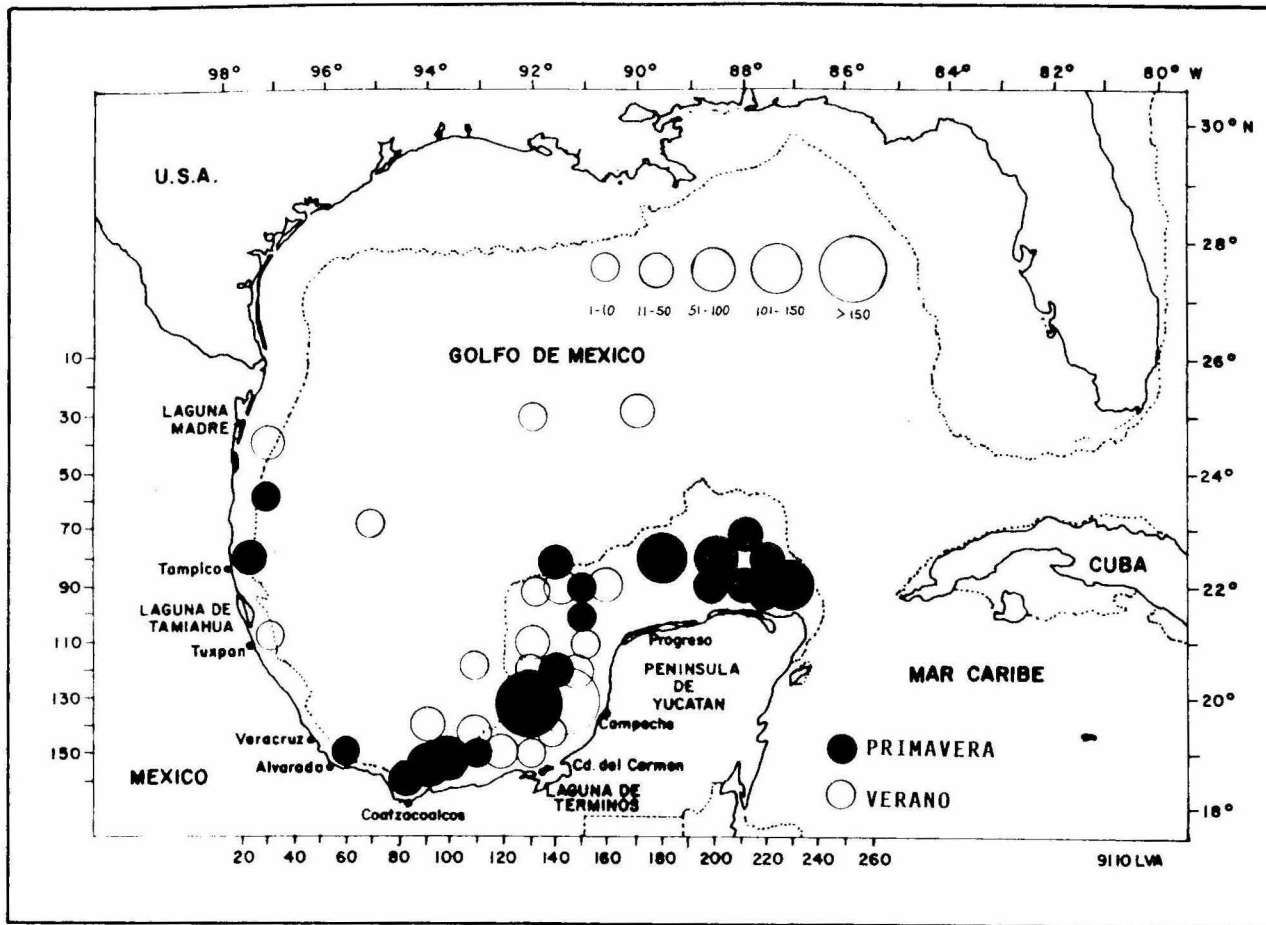 98° 96° 94° 92° 90° 88° 86° 84° 82° 80° W
30° N
U.S.A.
28°
1-10 11-50 51-100 101-150 >150
GOLFO DE MEXICO
10
26°
LAGUNA
MADRE
30
50
24°
70
Tampico
CUBA
90
22°
LAGUNA DE
TAMIAHUA
110
Tuxpan
Progreso
PENINSULA
DE
YUCATAN
MAR CARIBE
130
20°
Campeche
Veracruz
150
PRIMAVERA
Alvarado
MEXICO
Cd. del Carmen
LAGUNA DE
TERMINOS
VERANO
Coatzacoalcos
18°
20 40 60 80 100 120 140 160 180 200 220 240 260
9110 LVA